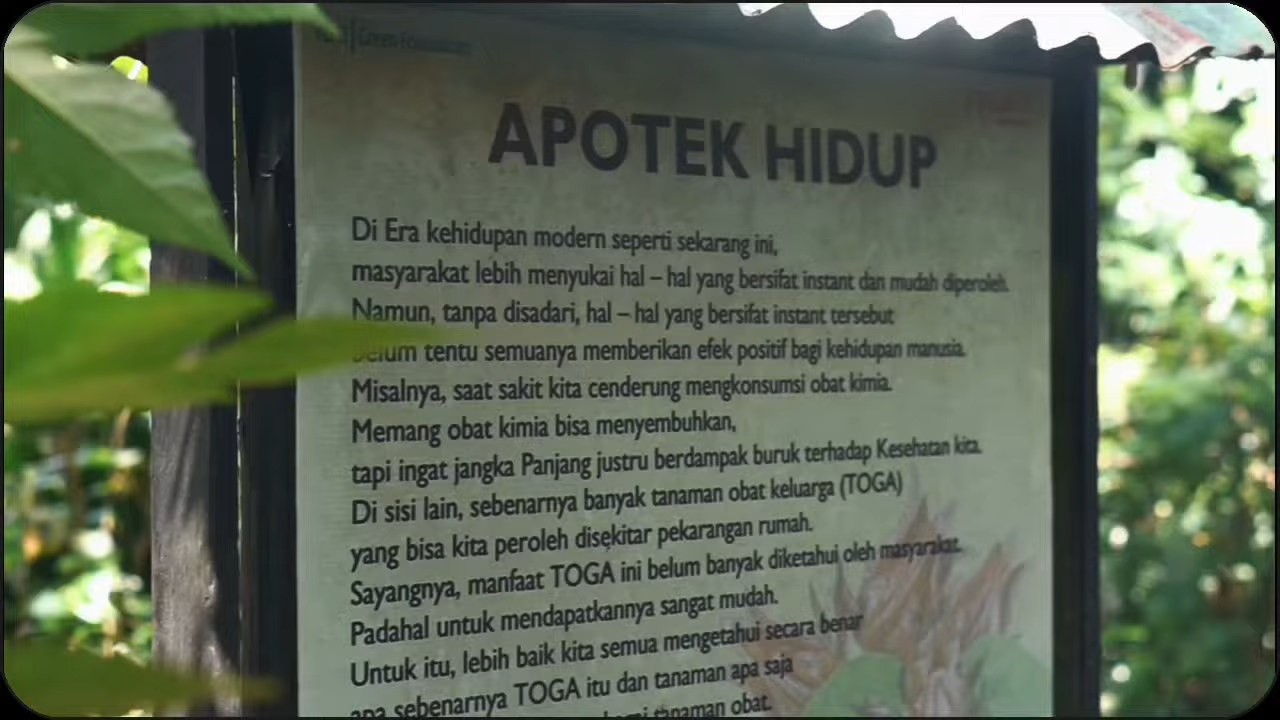 APOTEK HIDUP
Di Era kehidupan modern seperti sekarang ini,
masyarakat lebih menyukai hal – hal yang bersifat instant dan mudah diperoleh.
Namun, tanpa disadari, hal – hal yang bersifat instant tersebut
belum tentu semuanya memberikan efek positif bagi kehidupan manusia.
Misalnya, saat sakit kita cenderung mengkonsumsi obat kimia.
Memang obat kimia bisa menyembuhkan,
tapi ingat jangka Panjang justru berdampak buruk terhadap Kesehatan kita.
Di sisi lain, sebenarnya banyak tanaman obat keluarga (TOGA)
yang bisa kita peroleh disekitar pekarangan rumah.
Sayangnya, manfaat TOGA ini belum banyak diketahui oleh masyarakat.
Padahal untuk mendapatkannya sangat mudah.
Untuk itu, lebih baik kita semua mengetahui secara benar
apa sebenarnya TOGA itu dan tanaman apa saja
tanaman obat.